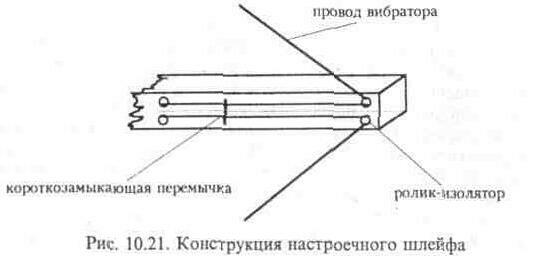 провод вибратора
короткозамыкающая перемычка
ролик-изолятор
Рис. 10.21. Конструкция настроечного шлейфа